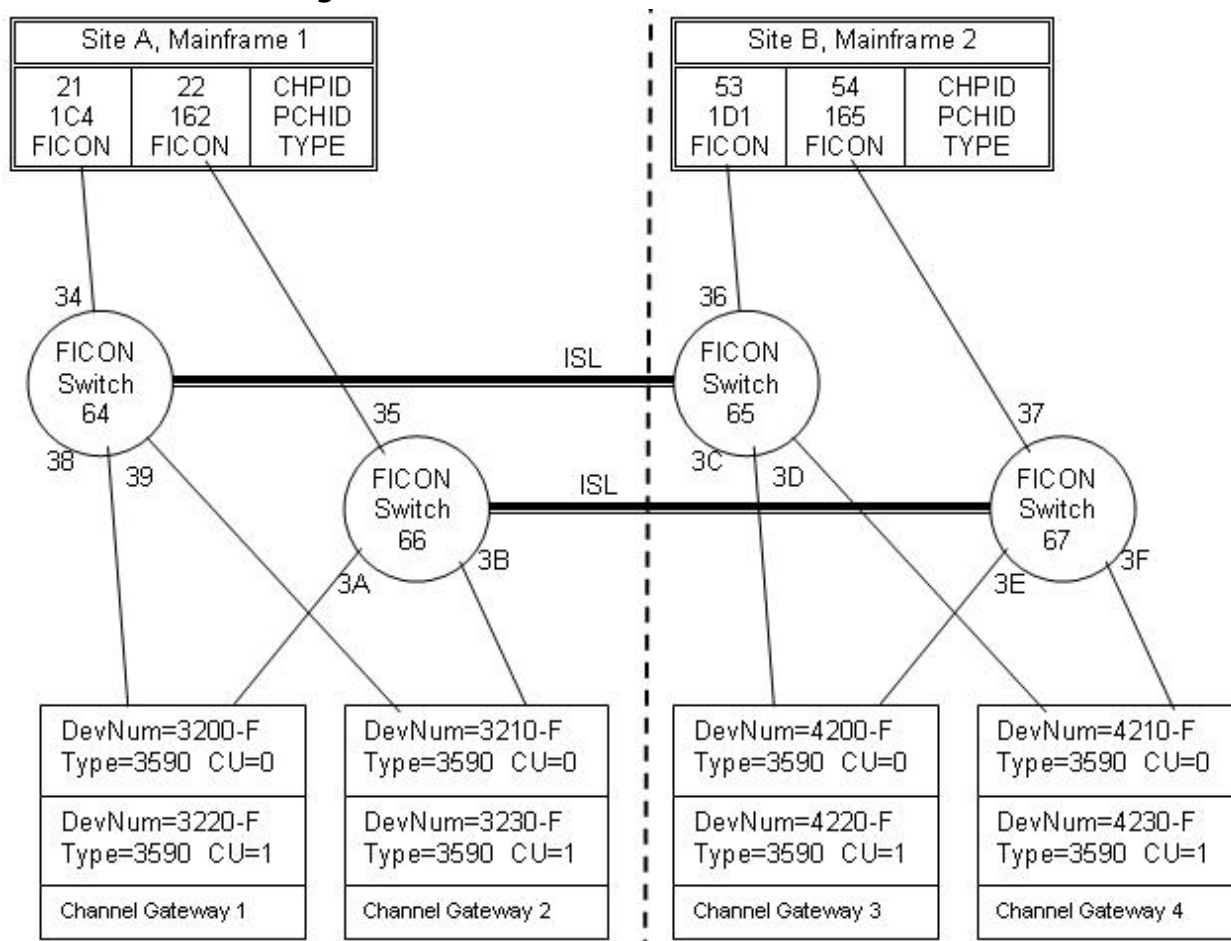 Site A, Mainframe 1
21 22 CHPID
1C4 162 PCHID
FICON FICON TYPE
Site B, Mainframe 2
53 54 CHPID
1D1 165 PCHID
FICON FICON TYPE
34
FICON
Switch
64
38
39
ISL
36
FICON
Switch
65
3C
3D
35
FICON
Switch
66
3A
3B
ISL
37
FICON
Switch
67
3E
3F
DevNum=3200-F
Type=3590 CU=0
DevNum=3220-F
Type=3590 CU=1
Channel Gateway 1
DevNum=3210-F
Type=3590 CU=0
DevNum=3230-F
Type=3590 CU=1
Channel Gateway 2
DevNum=4200-F
Type=3590 CU=0
DevNum=4220-F
Type=3590 CU=1
Channel Gateway 3
DevNum=4210-F
Type=3590 CU=0
DevNum=4230-F
Type=3590 CU=1
Channel Gateway 4